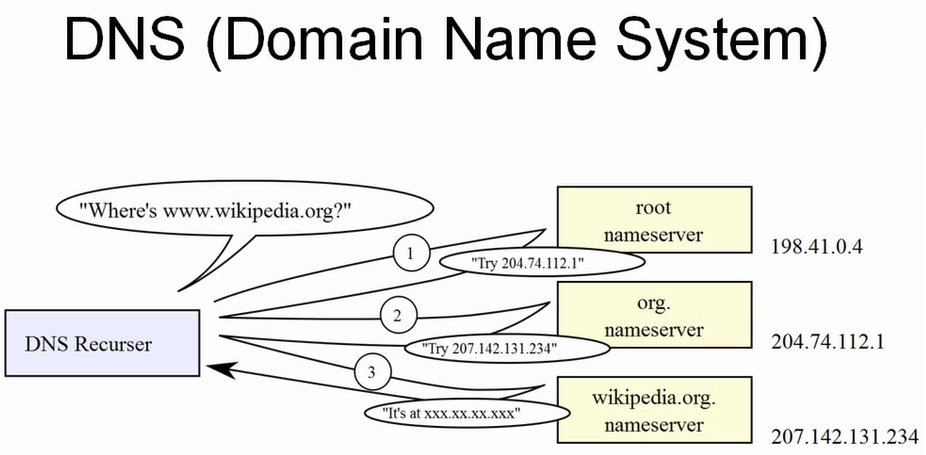 DNS (Domain Name System)
"Where's www.wikipedia.org?"
root
nameserver
198.41.0.4
1
"Try 204.74.112.1"
org.
nameserver
204.74.112.1
2
"Try 207.142.131.234"
DNS Recurser
3
"It's at xxx.xx.xx.xxx"
wikipedia.org.
nameserver
207.142.131.234